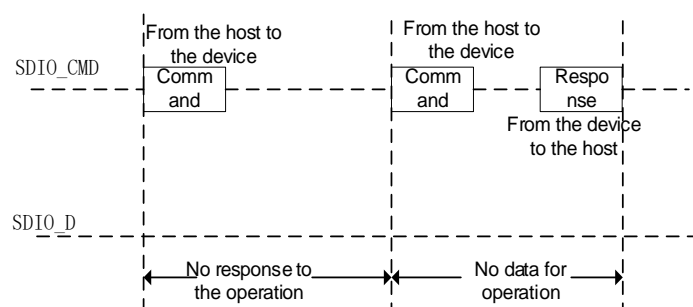 From the host to
the device
From the host to
the device
SDIO_CMD
Comm
and
Comm
and
Respo
nse
From the device
to the host
SDIO_D
No response to
the operation
No data for
operation